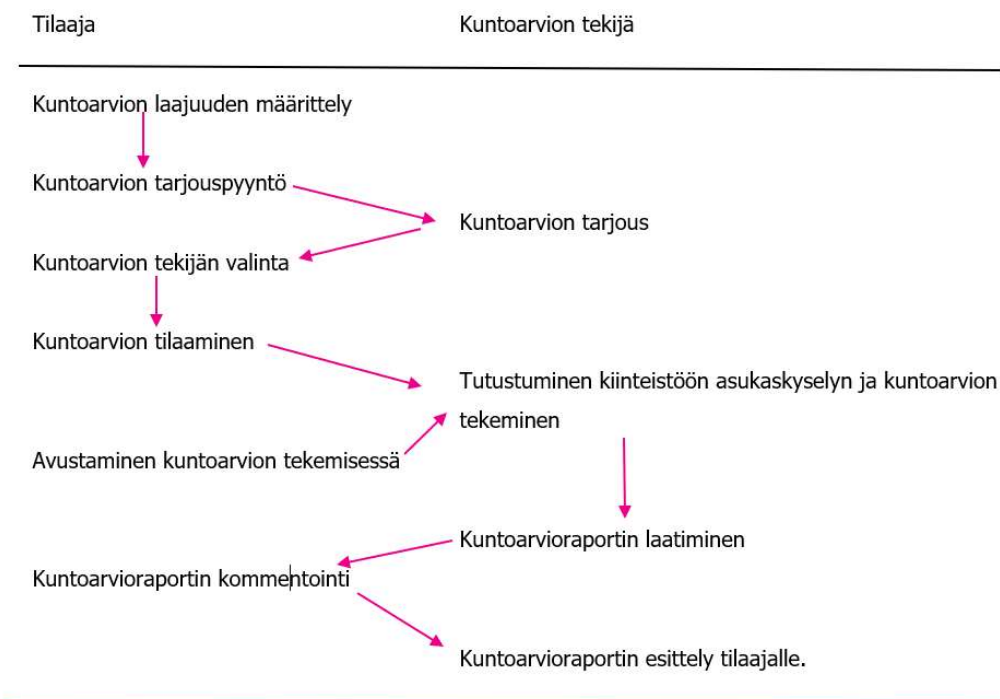 Tilaaja
Kuntoarvion tekijä
Kuntoarvion laajuuden määrittely
Kuntoarvion tarjouspyyntö
Kuntoarvion tarjous
Kuntoarvion tekijän valinta
Kuntoarvion tilaaminen
Tutustuminen kiinteistöön asukaskyselyn ja kuntoarvion
tekeminen
Avustaminen kuntoarvion tekemisessä
Kuntoarvioraportin laatiminen
Kuntoarvioraportin kommentointi
Kuntoarvioraportin esittely tilaajalle.